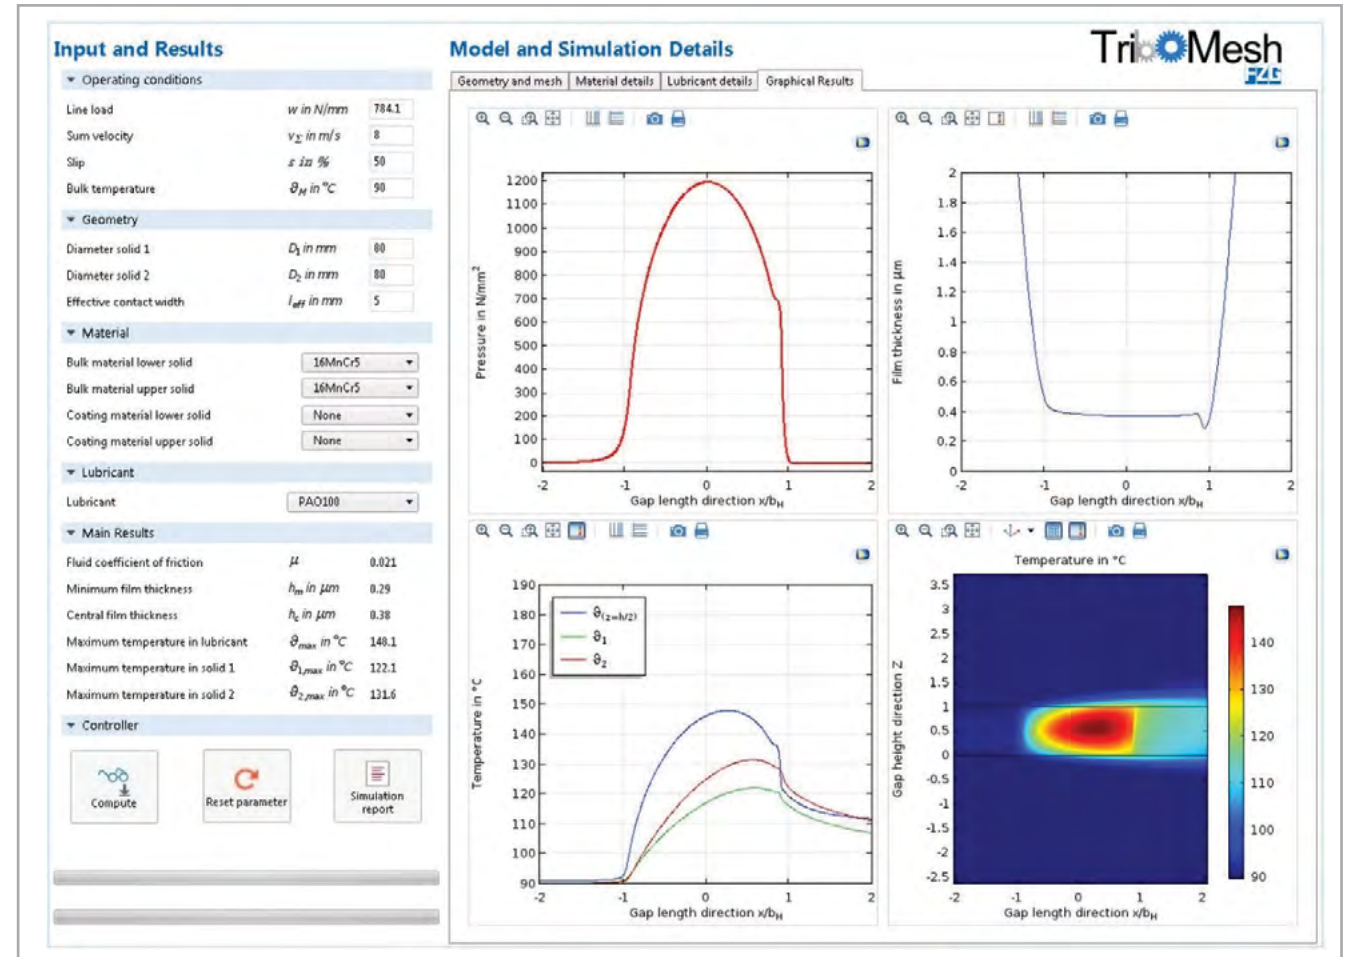 Input and Results
Operating conditions
Line load w in N/mm 784.1
Sum velocity vΣ in m/s 8
Slip s in % 50
Bulk temperature ϑM in °C 90
Geometry
Diameter solid 1 D1 in mm 80
Diameter solid 2 D2 in mm 80
Effective contact width leff in mm 5
Material
Bulk material lower solid 16MnCr5
Bulk material upper solid 16MnCr5
Coating material lower solid None
Coating material upper solid None
Lubricant
Lubricant PAO100
Main Results
Fluid coefficient of friction μ 0.021
Minimum film thickness hm in μm 0.29
Central film thickness hc in μm 0.38
Maximum temperature in lubricant ϑmax in °C 148.1
Maximum temperature in solid 1 ϑ1,max in °C 122.1
Maximum temperature in solid 2 ϑ2,max in °C 131.6
Controller
Compute
Reset parameter
Simulation
report
Model and Simulation Details
TriboMesh
FZG
Geometry and mesh Material details Lubricant details Graphical Results
1200
1100
1000
900
800
700
600
500
400
300
200
100
0
Pressure in N/mm²
-2 -1 0 1 2
Gap length direction x/bH
2
1.8
1.6
1.4
1.2
1
0.8
0.6
0.4
0.2
0
Film thickness in μm
-2 -1 0 1 2
Gap length direction x/bH
190
180
170
160
150
140
130
120
110
100
90
Temperature in °C
ϑ(z=h/2)
ϑ1
ϑ2
-2 -1 0 1 2
Gap length direction x/bH
Temperature in °C
3.5
3
2.5
2
1.5
1
0.5
0
-0.5
-1
-1.5
-2
-2.5
Gap height direction Z
-2 -1 0 1 2
Gap length direction x/bH
140
130
120
110
100
90